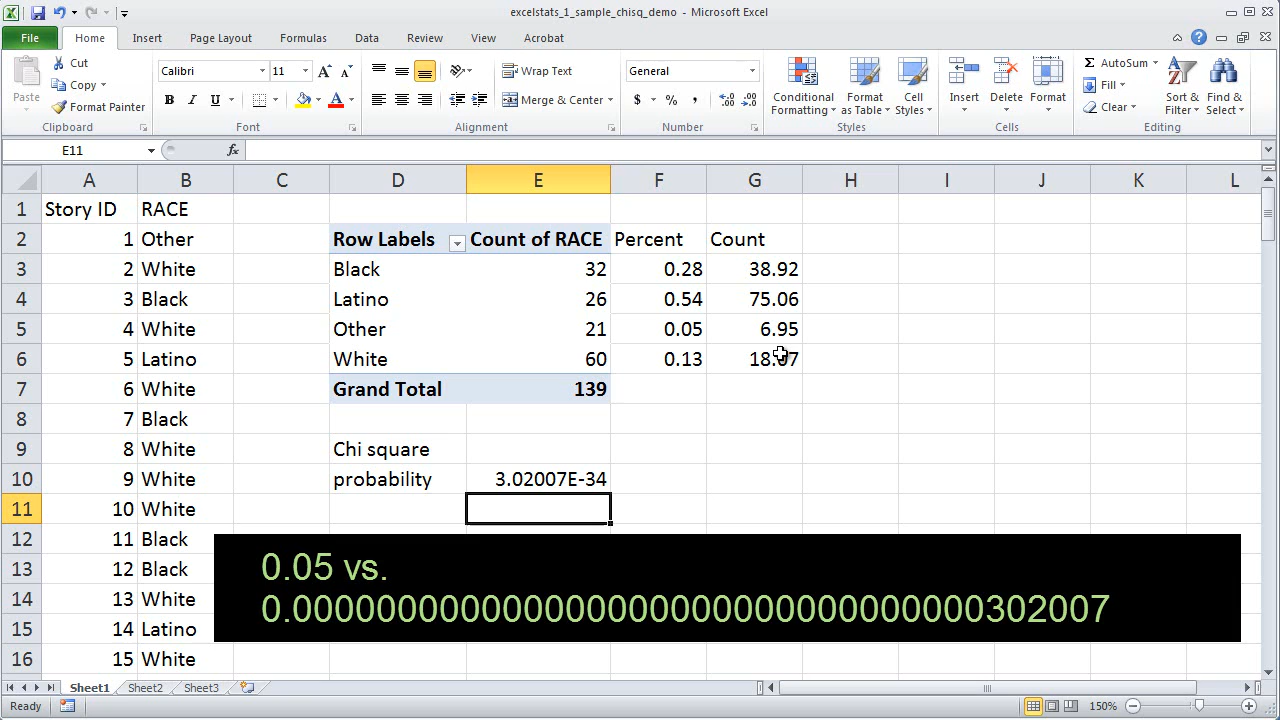 excelstats_1_sample_chisq_demo - Microsoft Excel
File Home Insert Page Layout Formulas Data Review View Acrobat
Paste
Cut
Copy
Format Painter
Clipboard
Calibri 11
B I U
Font
Wrap Text
Merge & Center
Alignment
General
$ % ,
Number
Conditional Formatting
Format as Table
Cell Styles
Styles
Insert Delete Format
Cells
AutoSum
Fill
Clear
Sort & Filter
Find & Select
Editing
E11 fx
A B C D E F G H I J K L
1 Story ID RACE
2 1 Other Row Labels Count of RACE Percent Count
3 2 White Black 32 0.28 38.92
4 3 Black Latino 26 0.54 75.06
5 4 White Other 21 0.05 6.95
6 5 Latino White 60 0.13
7 6 White Grand Total 139
8 7 Black
9 8 White Chi square
10 9 White probability 3.02007E-34
11 10 White
12 11 Black
13 12 Black
14 13 White
15 14 Latino
16 15 White
0.05 vs.
0.000000000000000000000000000000000302007
Sheet1 Sheet2 Sheet3
Ready 150%